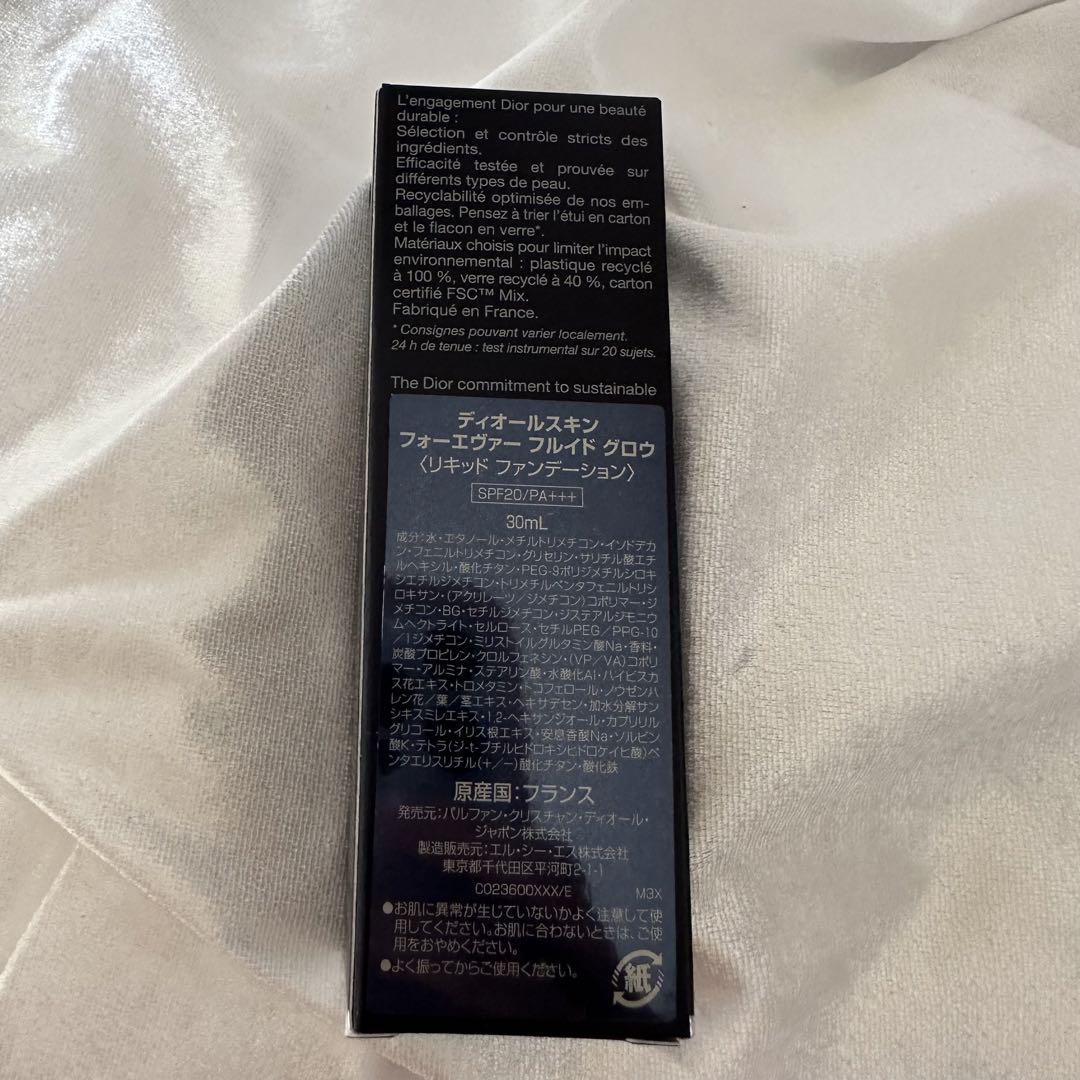 L'engagement Dior pour une beauté
durable :
Sélection et contrôle stricts des
ingrédients.
Efficacité testée et prouvée sur
différents types de peau.
Recyclabilité optimisée de nos em-
ballages. Pensez à trier l'étui en carton
et le flacon en verre*.
Matériaux choisis pour limiter l'impact
environnemental : plastique recyclé
à 100 %, verre recyclé à 40 %, carton
certifié FSC™ Mix.
Fabriqué en France.
* Consignes pouvant varier localement.
24 h de tenue : test instrumental sur 20 sujets.
The Dior commitment to sustainable
ディオールスキン
フォーエヴァー フルイド グロウ
〈リキッド ファンデーション〉
SPF20/PA+++
30mL
成分：水・エタノール・メチルトリメチコン・イソドデカ
ン・フェニルトリメチコン・グリセリン・サリチル酸エチ
ルヘキシル・酸化チタン・PEG-9ポリジメチルシロキ
シエチルジメチコン・トリメチルペンタフェニルトリシ
ロキサン・(アクリレーツ／ジメチコン)コポリマー・ジ
メチコン・BG・セチルジメチコン・ジステアルジモニウ
ムヘクトライト・セルロース・セチルPEG／PPG-10
／1ジメチコン・ミリストイルグルタミン酸Na・香料・
炭酸プロピレン・クロルフェネシン・(VP／VA)コポリ
マー・アルミナ・ステアリン酸・水酸化Al・ハイビスカ
ス花エキス・トロメタミン・トコフェロール・ノウゼンハ
レン花／葉／茎エキス・ヘキサデセン・加水分解サン
シキスミレエキス・1,2-ヘキサンジオール・カプリリル
グリコール・イリス根エキス・安息香酸Na・ソルビン
酸K・テトラ(ジ-t-ブチルヒドロキシヒドロケイヒ酸)ペ
ンタエリスリチル(＋／－)酸化チタン・酸化鉄
原産国：フランス
発売元：パルファン・クリスチャン・ディオール・
ジャポン株式会社
製造販売元：エル・シー・エス株式会社
東京都千代田区平河町2-1-1
C023600XXX/E M3X
●お肌に異常が生じていないかよく注意して使
用してください。お肌に合わないときは、ご使
用をおやめください。
●よく振ってからご使用ください。
紙